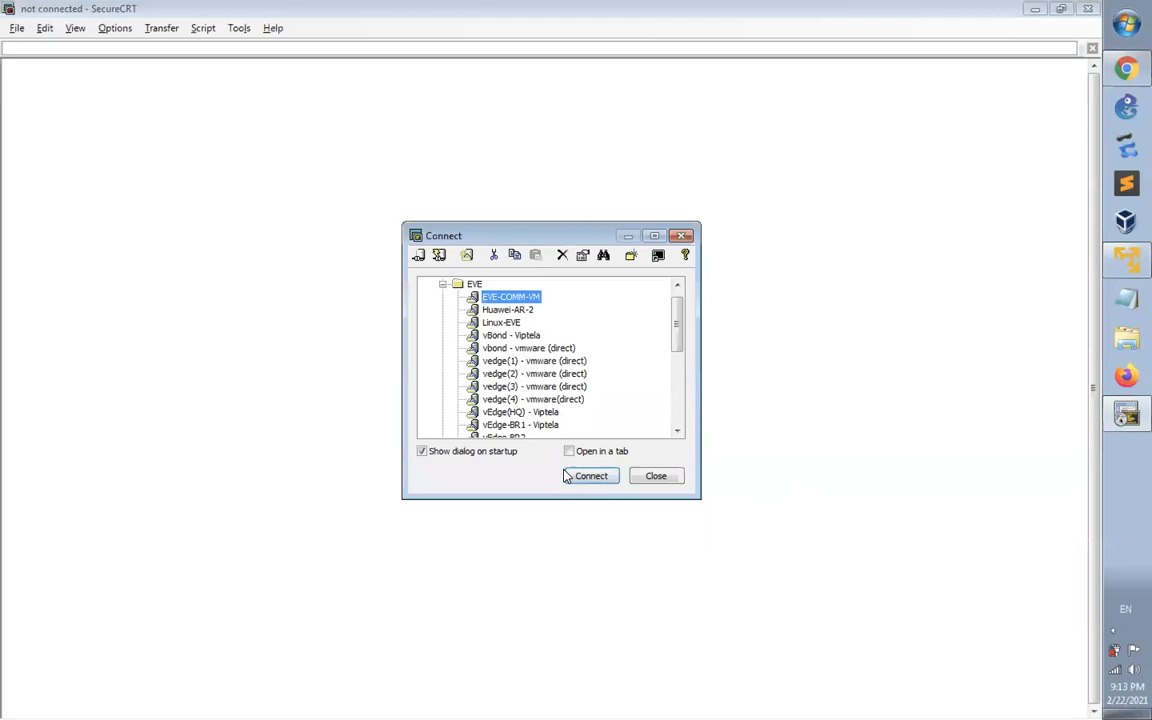 not connected - SecureCRT
File Edit View Options Transfer Script Tools Help
Connect
EVE
EVE-COMM-VM
Huawei-AR-2
Linux-EVE
vBond - Viptela
vbond - vmware (direct)
vedge(1) - vmware (direct)
vedge(2) - vmware (direct)
vedge(3) - vmware (direct)
vedge(4) - vmware(direct)
vEdge(HQ) - Viptela
vEdge-BR1 - Viptela
Show dialog on startup
Open in a tab
Connect
Close
EN
9:13 PM
2/22/2021